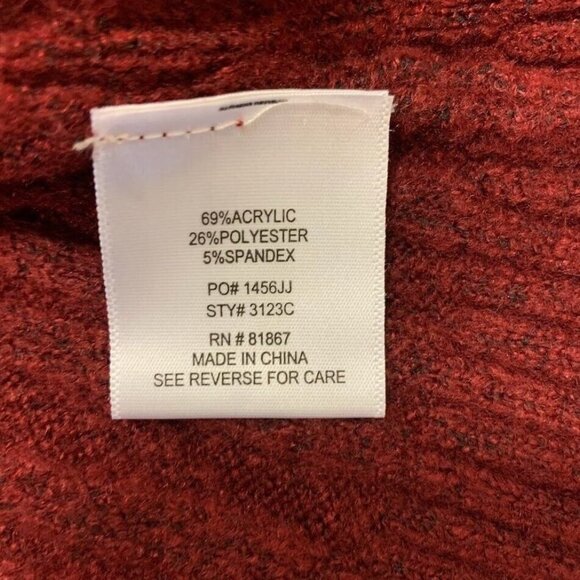 69%ACRYLIC
26%POLYESTER
5%SPANDEX
PO# 1456JJ
STY# 3123C
RN # 81867
MADE IN CHINA
SEE REVERSE FOR CARE